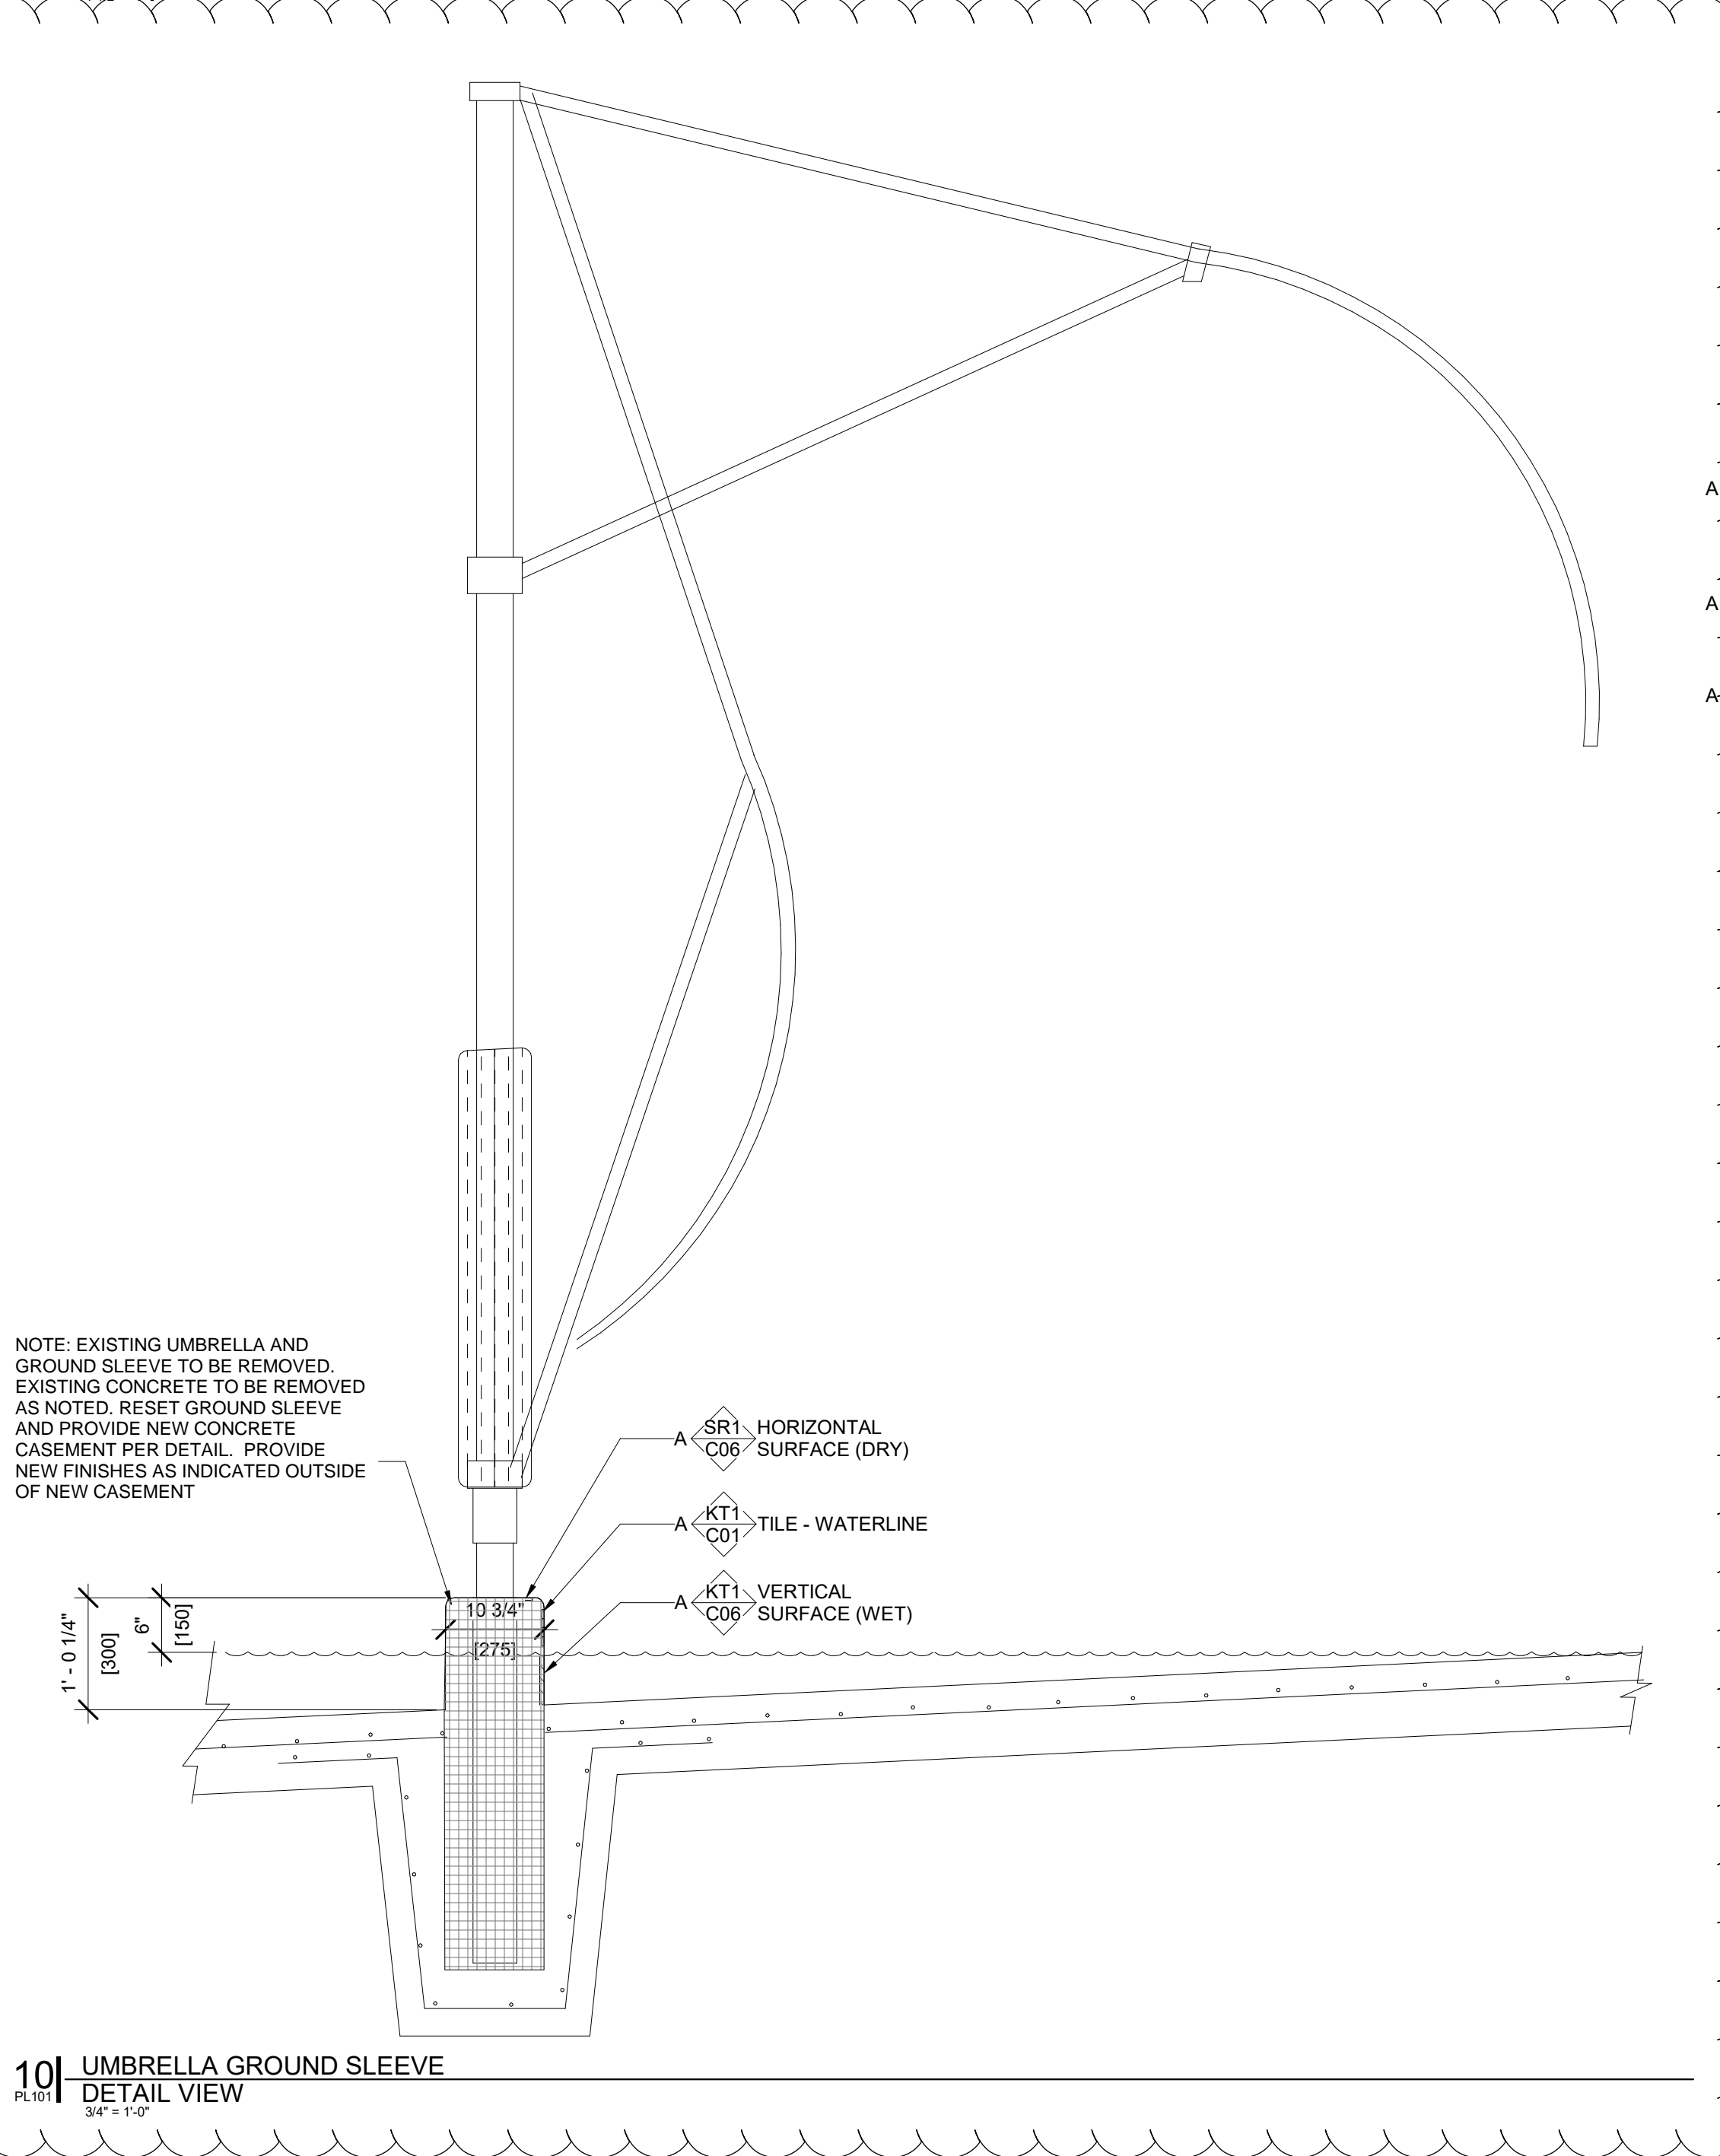 NOTE: EXISTING UMBRELLA AND
GROUND SLEEVE TO BE REMOVED.
EXISTING CONCRETE TO BE REMOVED
AS NOTED. RESET GROUND SLEEVE
AND PROVIDE NEW CONCRETE
CASEMENT PER DETAIL. PROVIDE
NEW FINISHES AS INDICATED OUTSIDE
OF NEW CASEMENT
A SR1 HORIZONTAL
C06 SURFACE (DRY)
A KT1 TILE - WATERLINE
C01
A KT1 VERTICAL
C06 SURFACE (WET)
1' - 0 1/4"
[300]
6"
[150]
10 3/4"
[275]
A
A
A
10 UMBRELLA GROUND SLEEVE
PL101 DETAIL VIEW
3/4" = 1'-0"